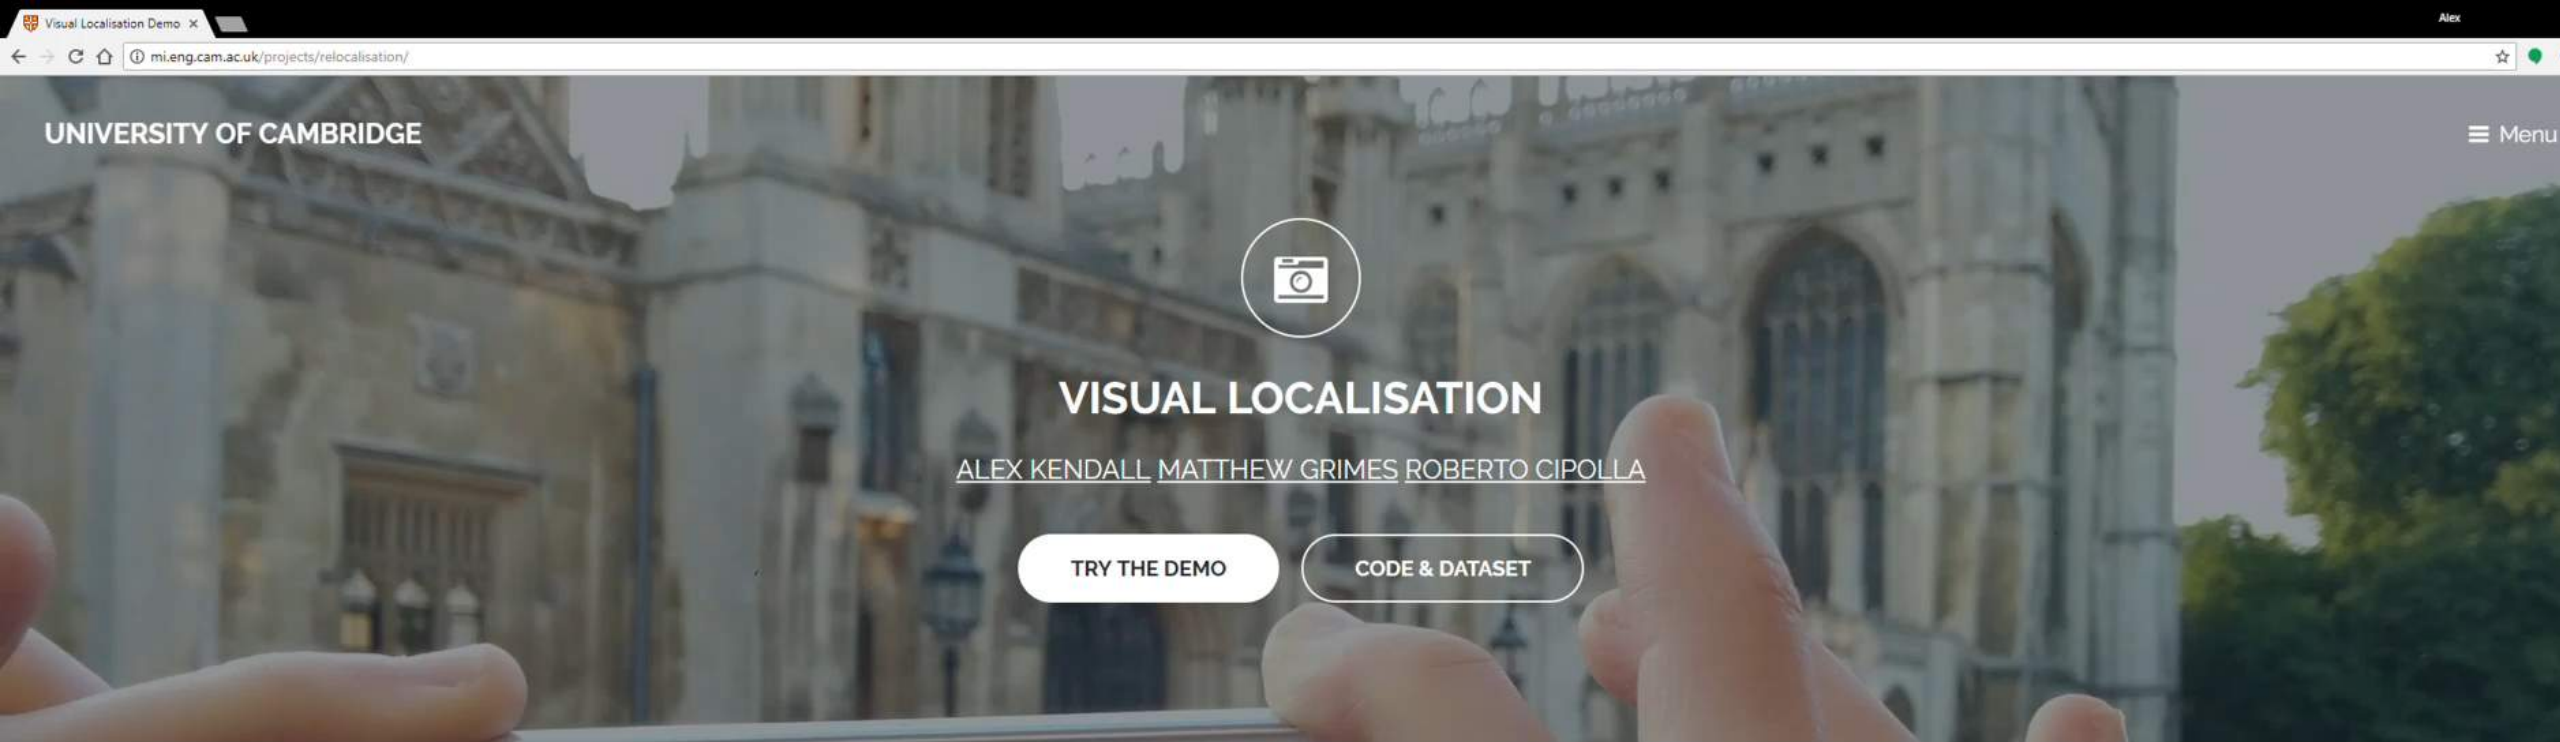 Visual Localisation Demo
Alex
mi.eng.cam.ac.uk/projects/relocalisation/
UNIVERSITY OF CAMBRIDGE
Menu
VISUAL LOCALISATION
ALEX KENDALL MATTHEW GRIMES ROBERTO CIPOLLA
TRY THE DEMO
CODE & DATASET